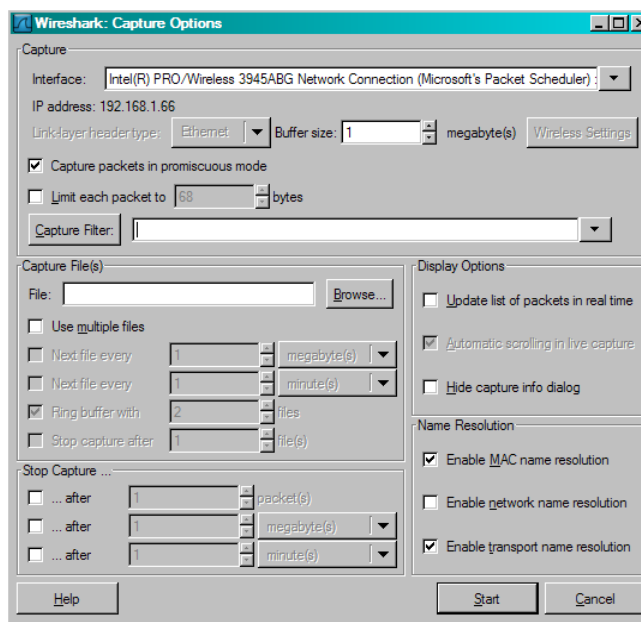 Wireshark: Capture Options
Capture
Interface: Intel(R) PRO/Wireless 3945ABG Network Connection (Microsoft's Packet Scheduler) :
IP address: 192.168.1.66
Link-layer header type: Ethernet Buffer size: 1 megabyte(s) Wireless Settings
Capture packets in promiscuous mode
Limit each packet to 68 bytes
Capture Filter:
Capture File(s)
File: Browse...
Use multiple files
Next file every 1 megabyte(s)
Next file every 1 minute(s)
Ring buffer with 2 files
Stop capture after 1 file(s)
Stop Capture ...
... after 1 packet(s)
... after 1 megabyte(s)
... after 1 minute(s)
Display Options
Update list of packets in real time
Automatic scrolling in live capture
Hide capture info dialog
Name Resolution
Enable MAC name resolution
Enable network name resolution
Enable transport name resolution
Help Start Cancel